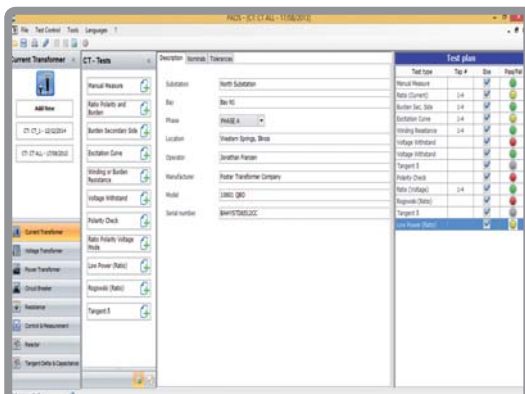 PADS - [CT: CT-ALL - 17/08/2013]
File Test Control Tools Languages ?
Current Transformer
Add New
CT: CT_1 - 12/12/2014
CT: CT-ALL - 17/08/2013
Current Transformer
Voltage Transformer
Power Transformer
Circuit Breaker
Resistance
Control & Measurement
Reactor
Tangent Delta & Capacitance
CT - Tests
Manual Measure
Ratio Polarity and Burden
Burden Secondary Side
Excitation Curve
Winding or Burden Resistance
Voltage Withstand
Polarity Check
Ratio Polarity Voltage Mode
Low Power (Ratio)
Rogowski (Ratio)
Tangent δ
Description Nominals Tolerances
Substation North Substation
Bay Bay N1
Phase PHASE A
Location Western Springs, Illinois
Operator Jonathan Franzen
Manufacturer Foster Transformer Company
Model
Serial number
Test plan
Test type Tap # Exe Pass/Fail
Manual Measure
Ratio (Current) 1-4
Burden Sec. Side 1-4
Excitation Curve 1-4
Winding Resistance 1-4
Voltage Withstand
Voltage Withstand
Tangent δ
Polarity Check
Ratio (Voltage) 1-4
Rogowski (Ratio)
Tangent δ
Low Power (Ratio)